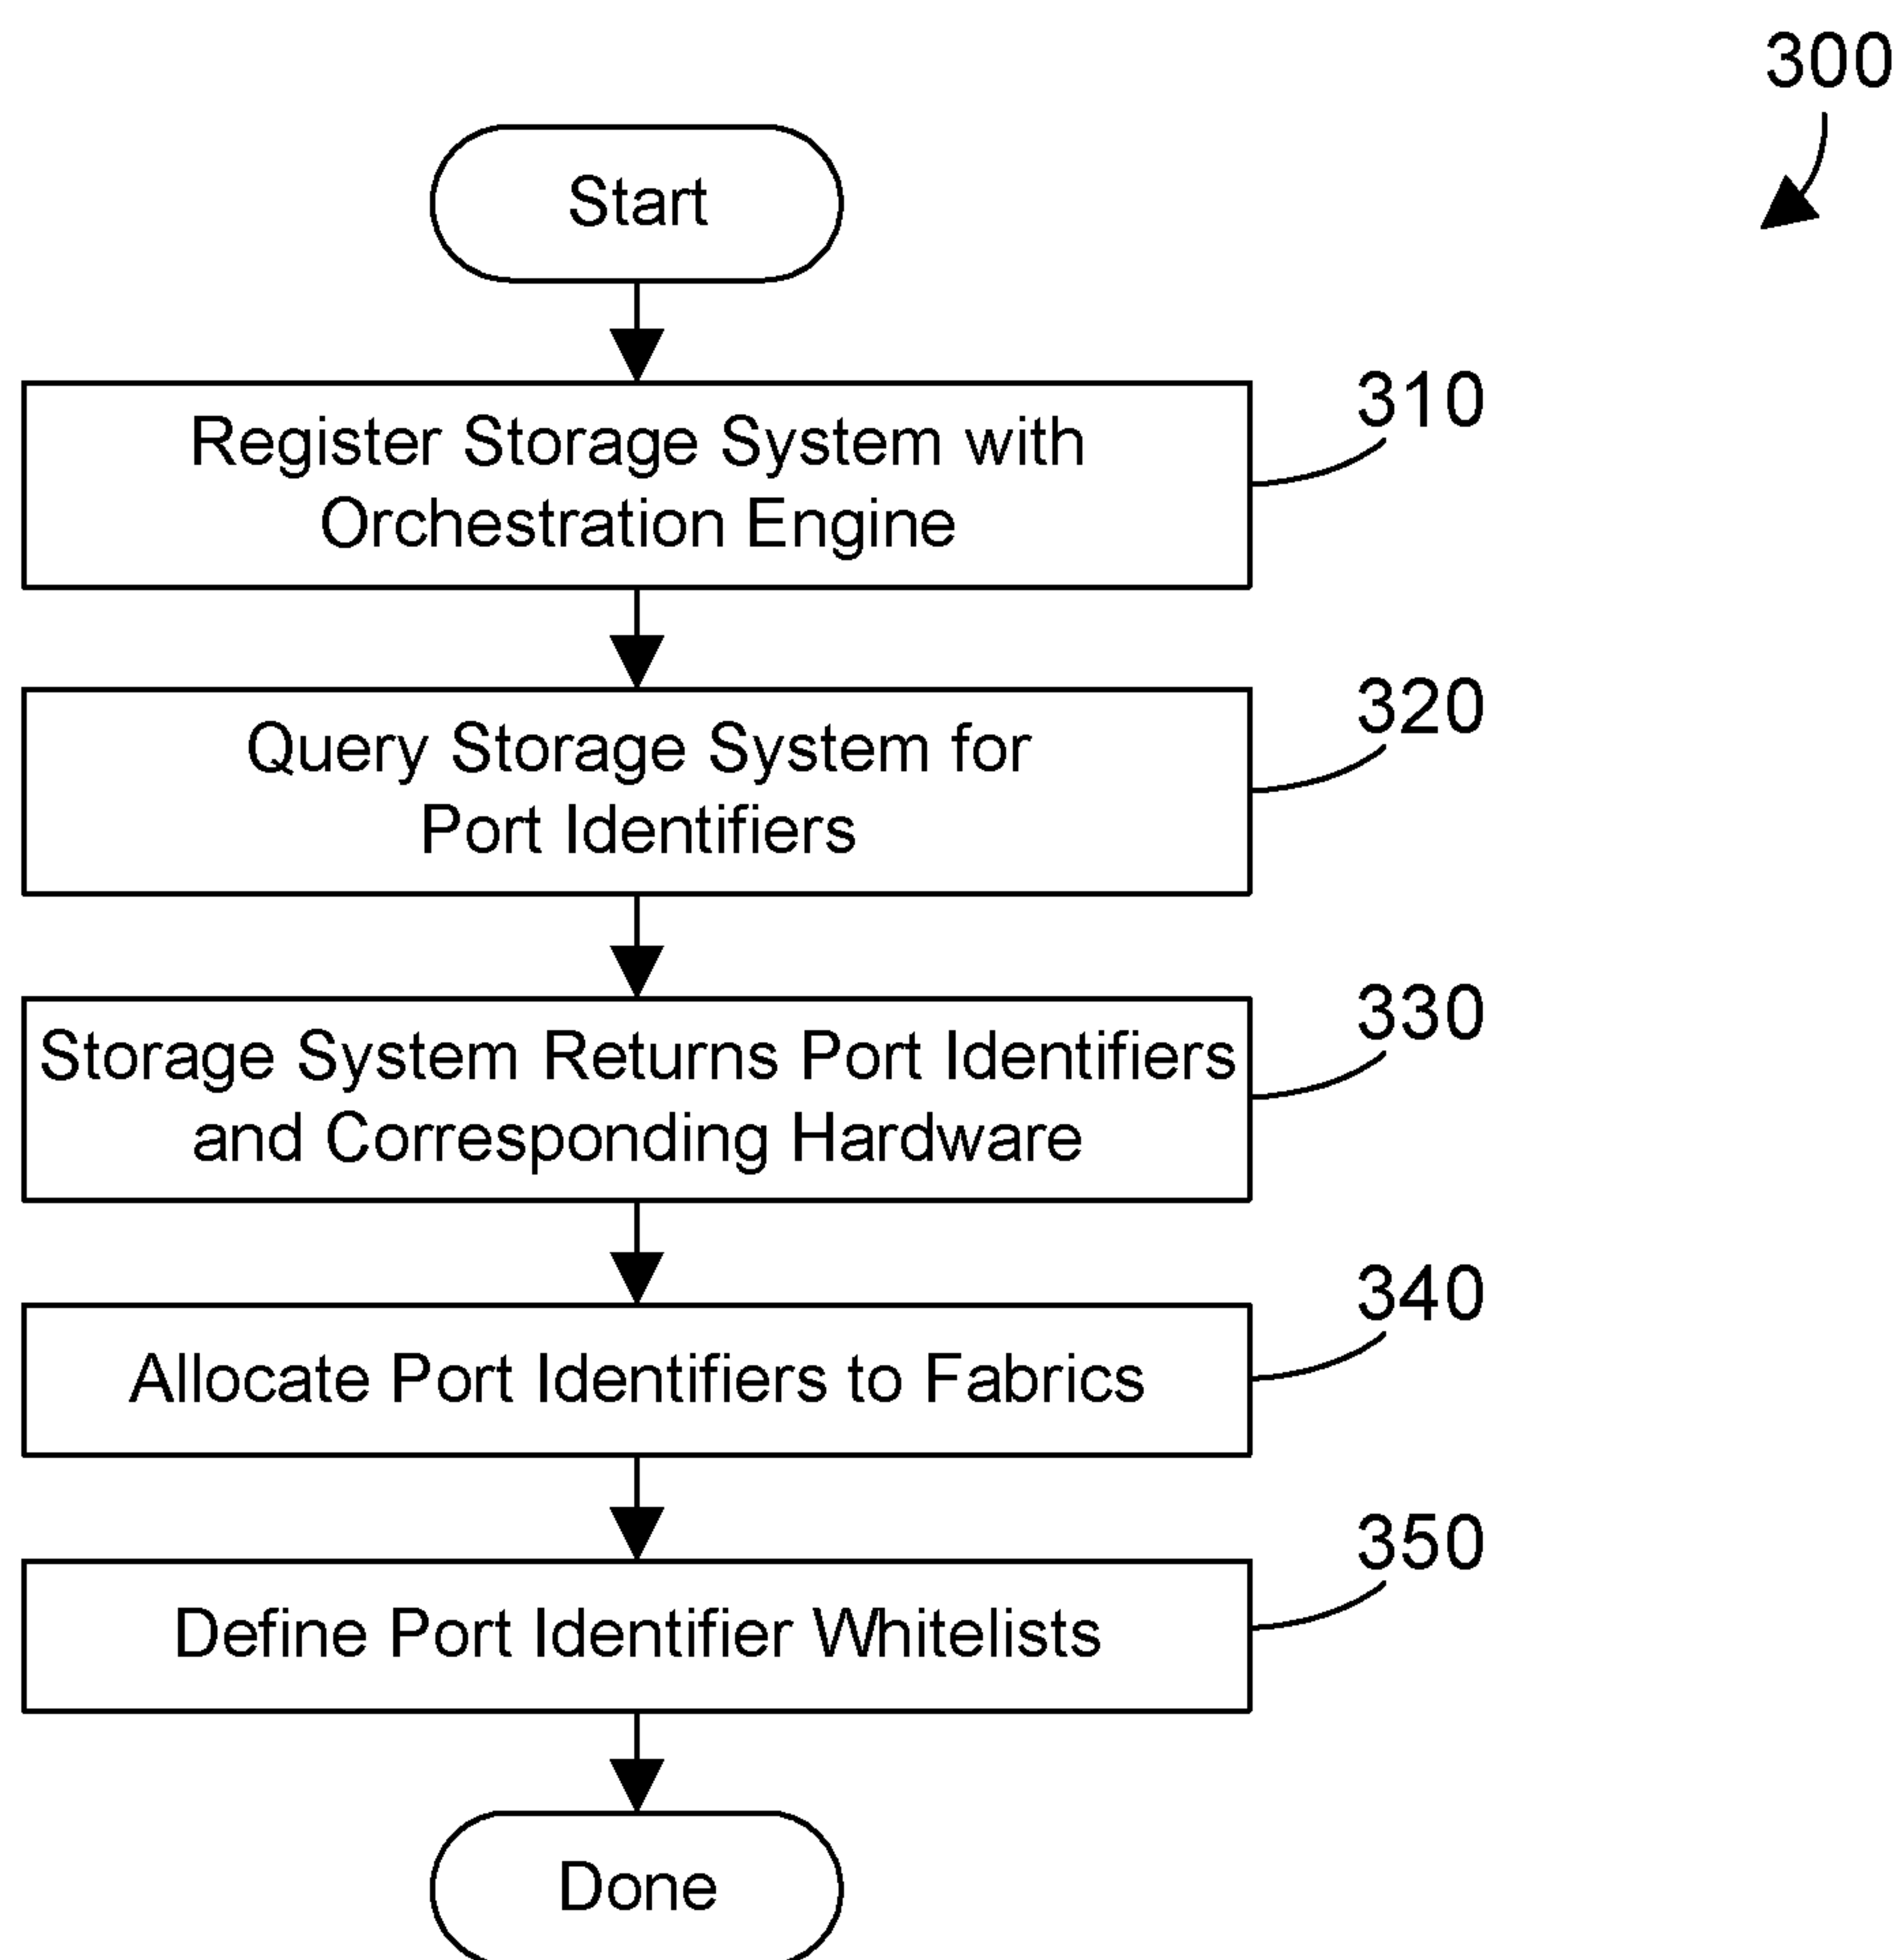 300
Start
310
Register Storage System with
Orchestration Engine
320
Query Storage System for
Port Identifiers
330
Storage System Returns Port Identifiers
and Corresponding Hardware
340
Allocate Port Identifiers to Fabrics
350
Define Port Identifier Whitelists
Done